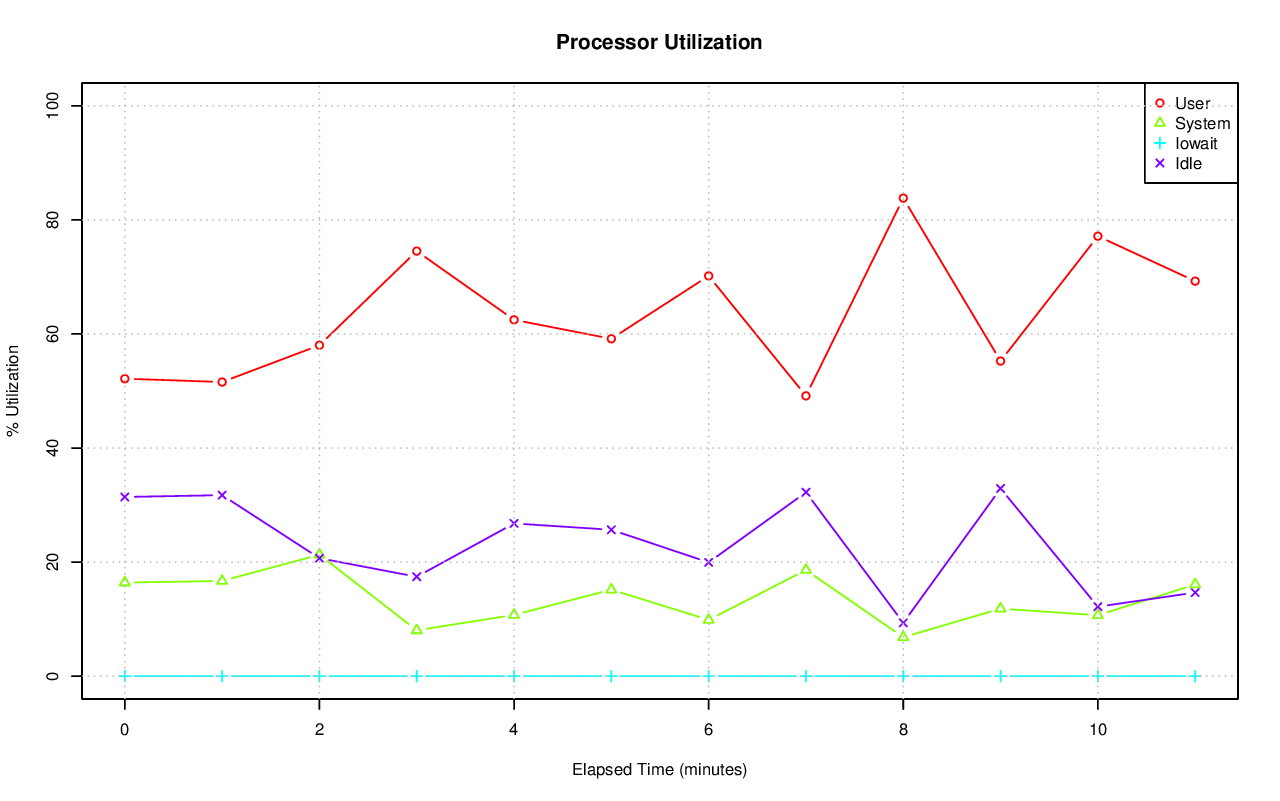 Processor Utilization
User
System
Iowait
Idle
% Utilization
100
80
60
40
20
0
0 2 4 6 8 10
Elapsed Time (minutes)